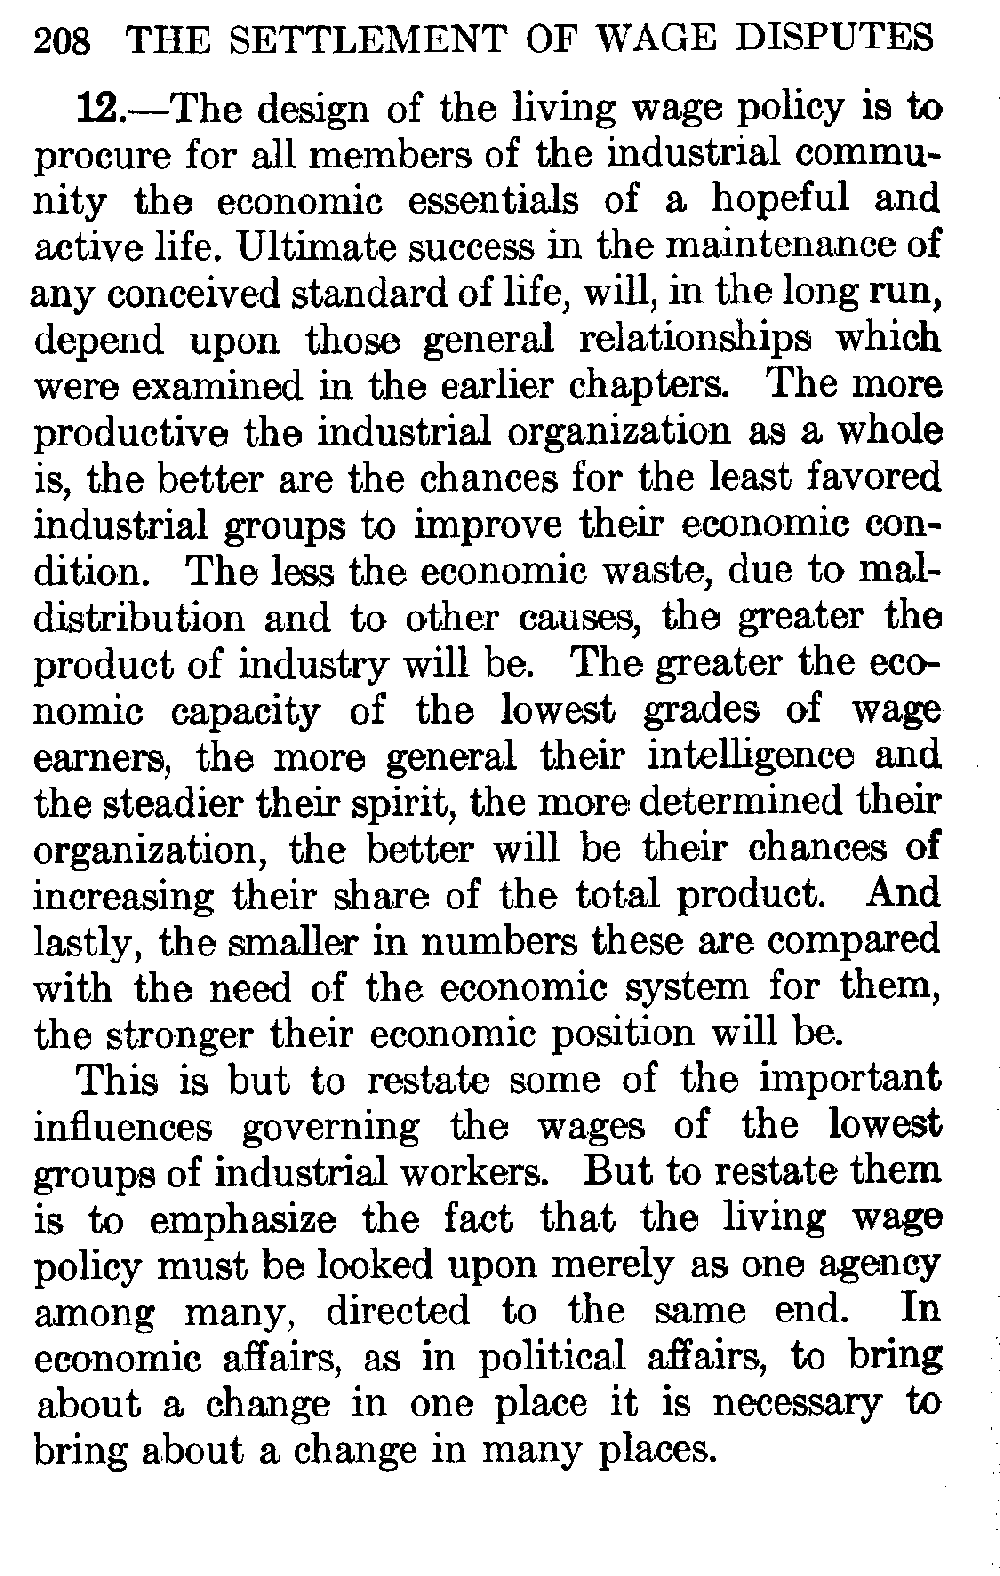 208 THE SETTLEMENT OF WAGE DISPUTES
12.—The design of the living wage policy is to
procure for all members of the industrial commu-
nity the economic essentials of a hopeful and
active life. Ultimate success in the maintenance of
any conceived standard of life, will, in the long run,
depend upon those general relationships which
were examined in the earlier chapters. The more
productive the industrial organization as a whole
is, the better are the chances for the least favored
industrial groups to improve their economic con-
dition. The less the economic waste, due to mal-
distribution and to other causes, the greater the
product of industry will be. The greater the eco-
nomic capacity of the lowest grades of wage
earners, the more general their intelligence and
the steadier their spirit, the more determined their
organization, the better will be their chances of
increasing their share of the total product. And
lastly, the smaller in numbers these are compared
with the need of the economic system for them,
the stronger their economic position will be.
This is but to restate some of the important
influences governing the wages of the lowest
groups of industrial workers. But to restate them
is to emphasize the fact that the living wage
policy must be looked upon merely as one agency
among many, directed to the same end. In
economic affairs, as in political affairs, to bring
about a change in one place it is necessary to
bring about a change in many places.